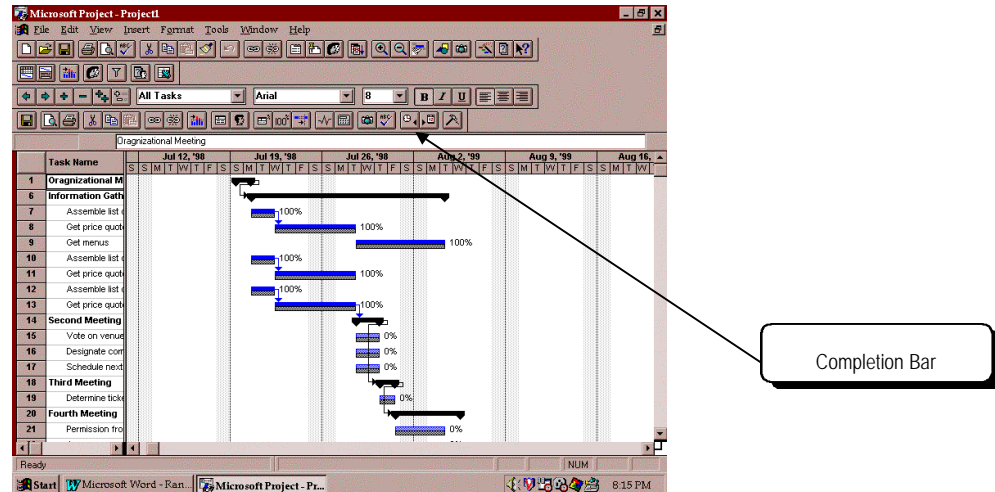 Microsoft Project - Project1
File Edit View Insert Format Tools Window Help
All Tasks Arial 8 B I U
Dragnizational Meeting
Task Name Jul 12, '98 Jul 19, '98 Jul 26, '98 Aug 2, '99 Aug 9, '99 Aug 16,
S S M T W T F S S M T W T F S S M T W T F S S M T W T F S S M T W T F S S M T W T
1 Oragnizational M
6 Information Gath
7 Assemble list 100%
8 Get price quot 100%
9 Get menus 100%
10 Assemble list 100%
11 Get price quot 100%
12 Assemble list 100%
13 Get price quot 100%
14 Second Meeting
15 Vote on venue 0%
16 Designate com 0%
17 Schedule next 0%
18 Third Meeting
19 Determine ticke 0%
20 Fourth Meeting
21 Permission fro 0%
Ready NUM
Start Microsoft Word - Ran... Microsoft Project - Pr... 8:15 PM
Completion Bar